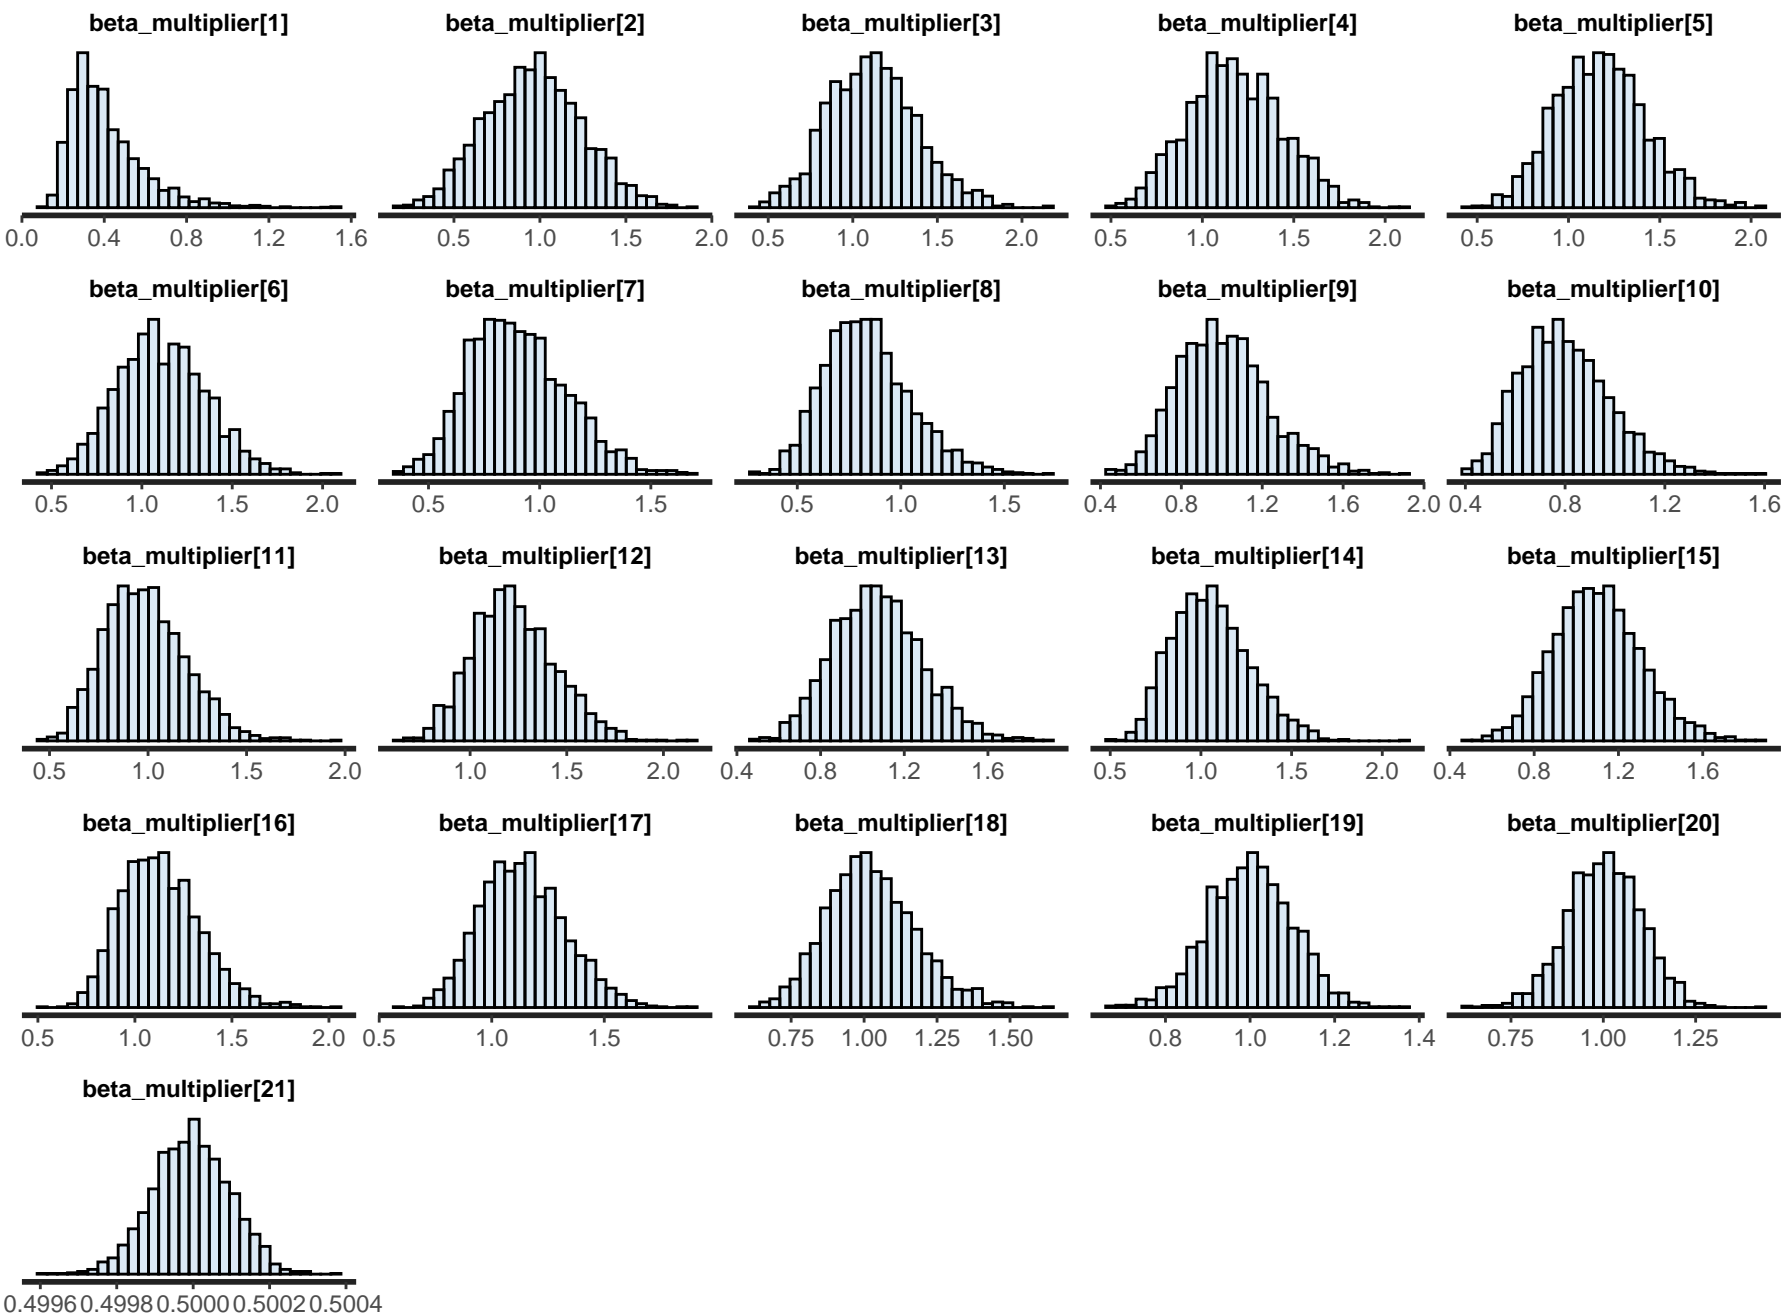 beta_multiplier[1] beta_multiplier[2] beta_multiplier[3] beta_multiplier[4] beta_multiplier[5]
0.0 0.4 0.8 1.2 1.6 0.5 1.0 1.5 2.0 0.5 1.0 1.5 2.0 0.5 1.0 1.5 2.0 0.5 1.0 1.5 2.0
beta_multiplier[6] beta_multiplier[7] beta_multiplier[8] beta_multiplier[9] beta_multiplier[10]
0.5 1.0 1.5 2.0 0.5 1.0 1.5 0.5 1.0 1.5 0.4 0.8 1.2 1.6 2.0 0.4 0.8 1.2 1.6
beta_multiplier[11] beta_multiplier[12] beta_multiplier[13] beta_multiplier[14] beta_multiplier[15]
0.5 1.0 1.5 2.0 1.0 1.5 2.0 0.4 0.8 1.2 1.6 0.5 1.0 1.5 2.0 0.4 0.8 1.2 1.6
beta_multiplier[16] beta_multiplier[17] beta_multiplier[18] beta_multiplier[19] beta_multiplier[20]
0.5 1.0 1.5 2.0 0.5 1.0 1.5 0.75 1.00 1.25 1.50 0.8 1.0 1.2 1.4 0.75 1.00 1.25
beta_multiplier[21]
0.4996 0.4998 0.5000 0.5002 0.5004